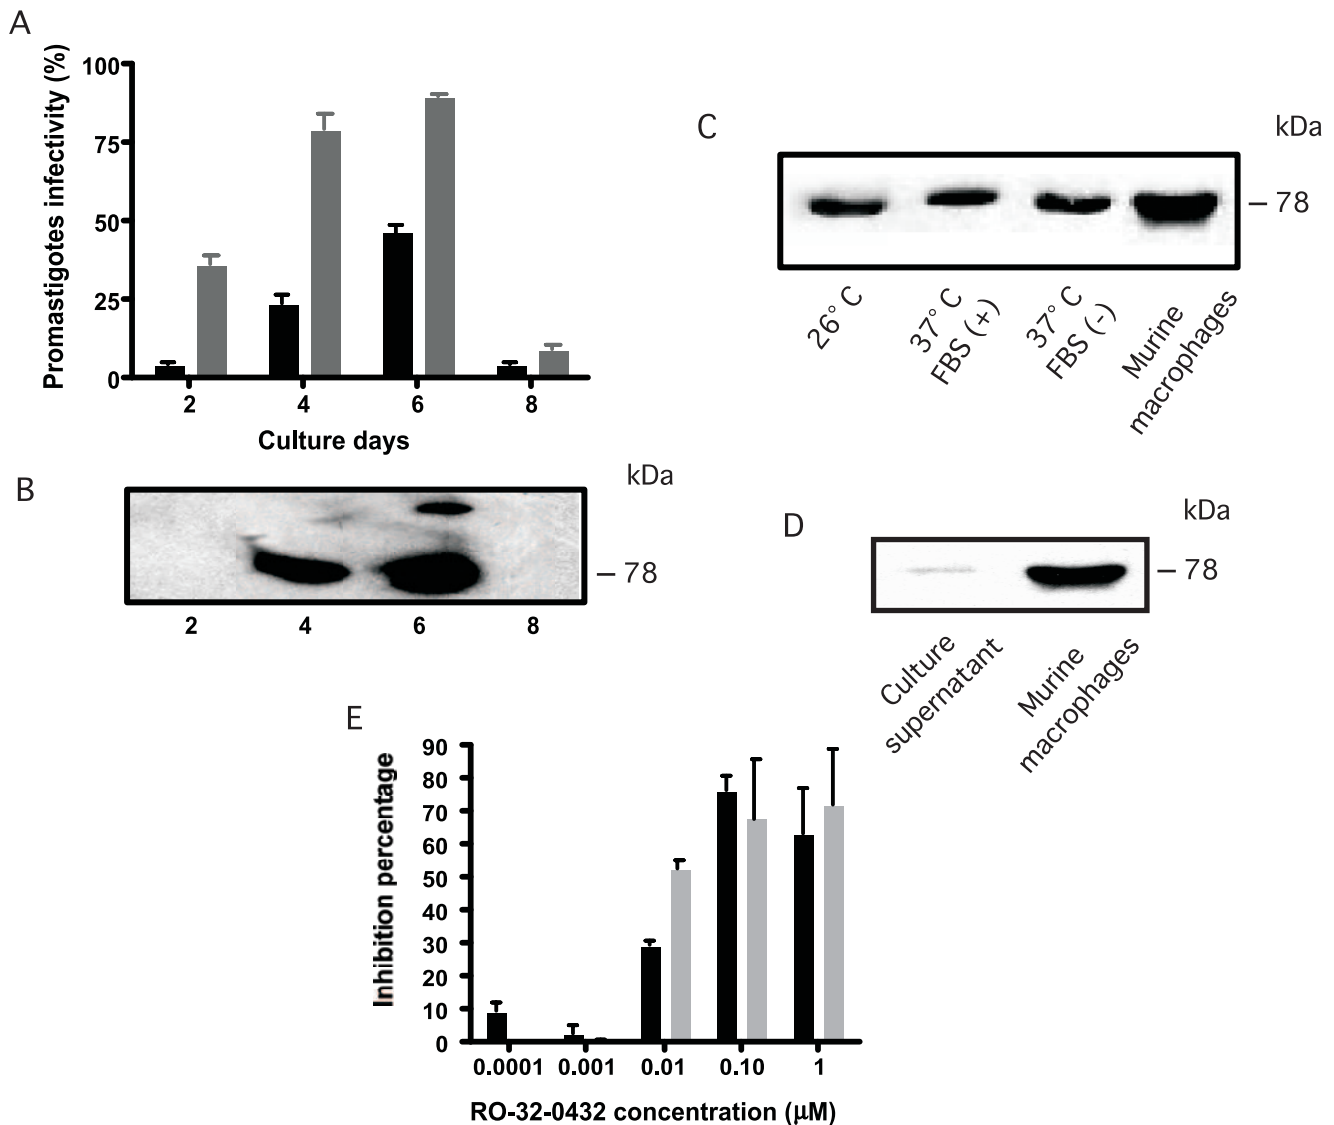 A
Promastigotes infectivity (%)
100
75
50
25
0
2 4 6 8
Culture days
B
kDa
– 78
2 4 6 8
C
kDa
– 78
26° C
37° C
FBS (+)
37° C
FBS (-)
Murine
macrophages
D
kDa
– 78
Culture
supernatant
Murine
macrophages
E
Inhibition percentage
90
80
70
60
50
40
30
20
10
0
0.0001 0.001 0.01 0.10 1
RO-32-0432 concentration (μM)